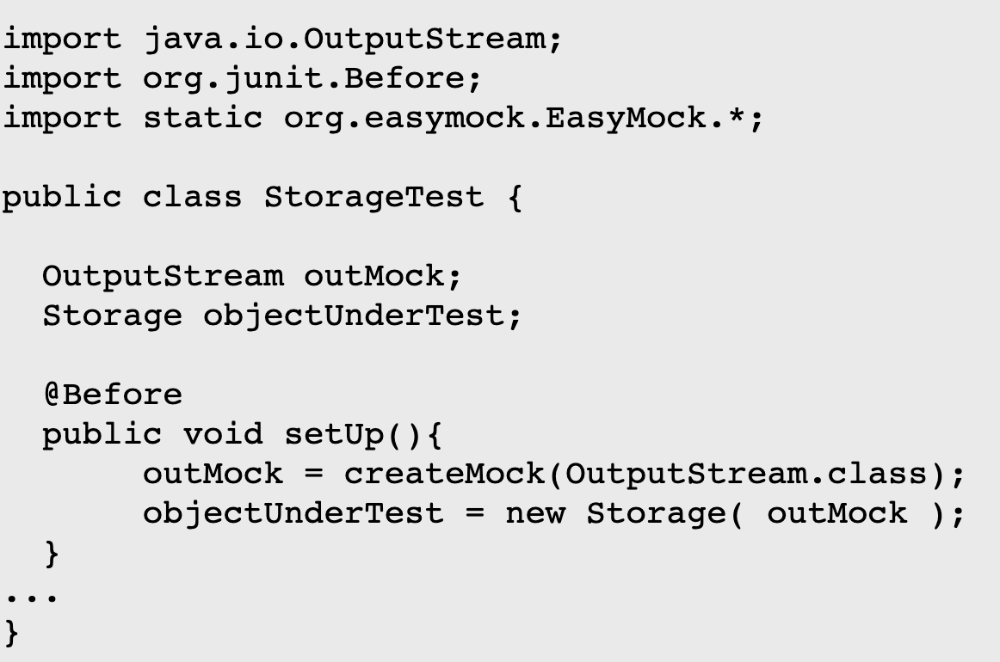 import java.io.OutputStream;
import org.junit.Before;
import static org.easymock.EasyMock.*;

public class StorageTest {

  OutputStream outMock;
  Storage objectUnderTest;

  @Before
  public void setUp(){
       outMock = createMock(OutputStream.class);
       objectUnderTest = new Storage( outMock );
  }
...
}